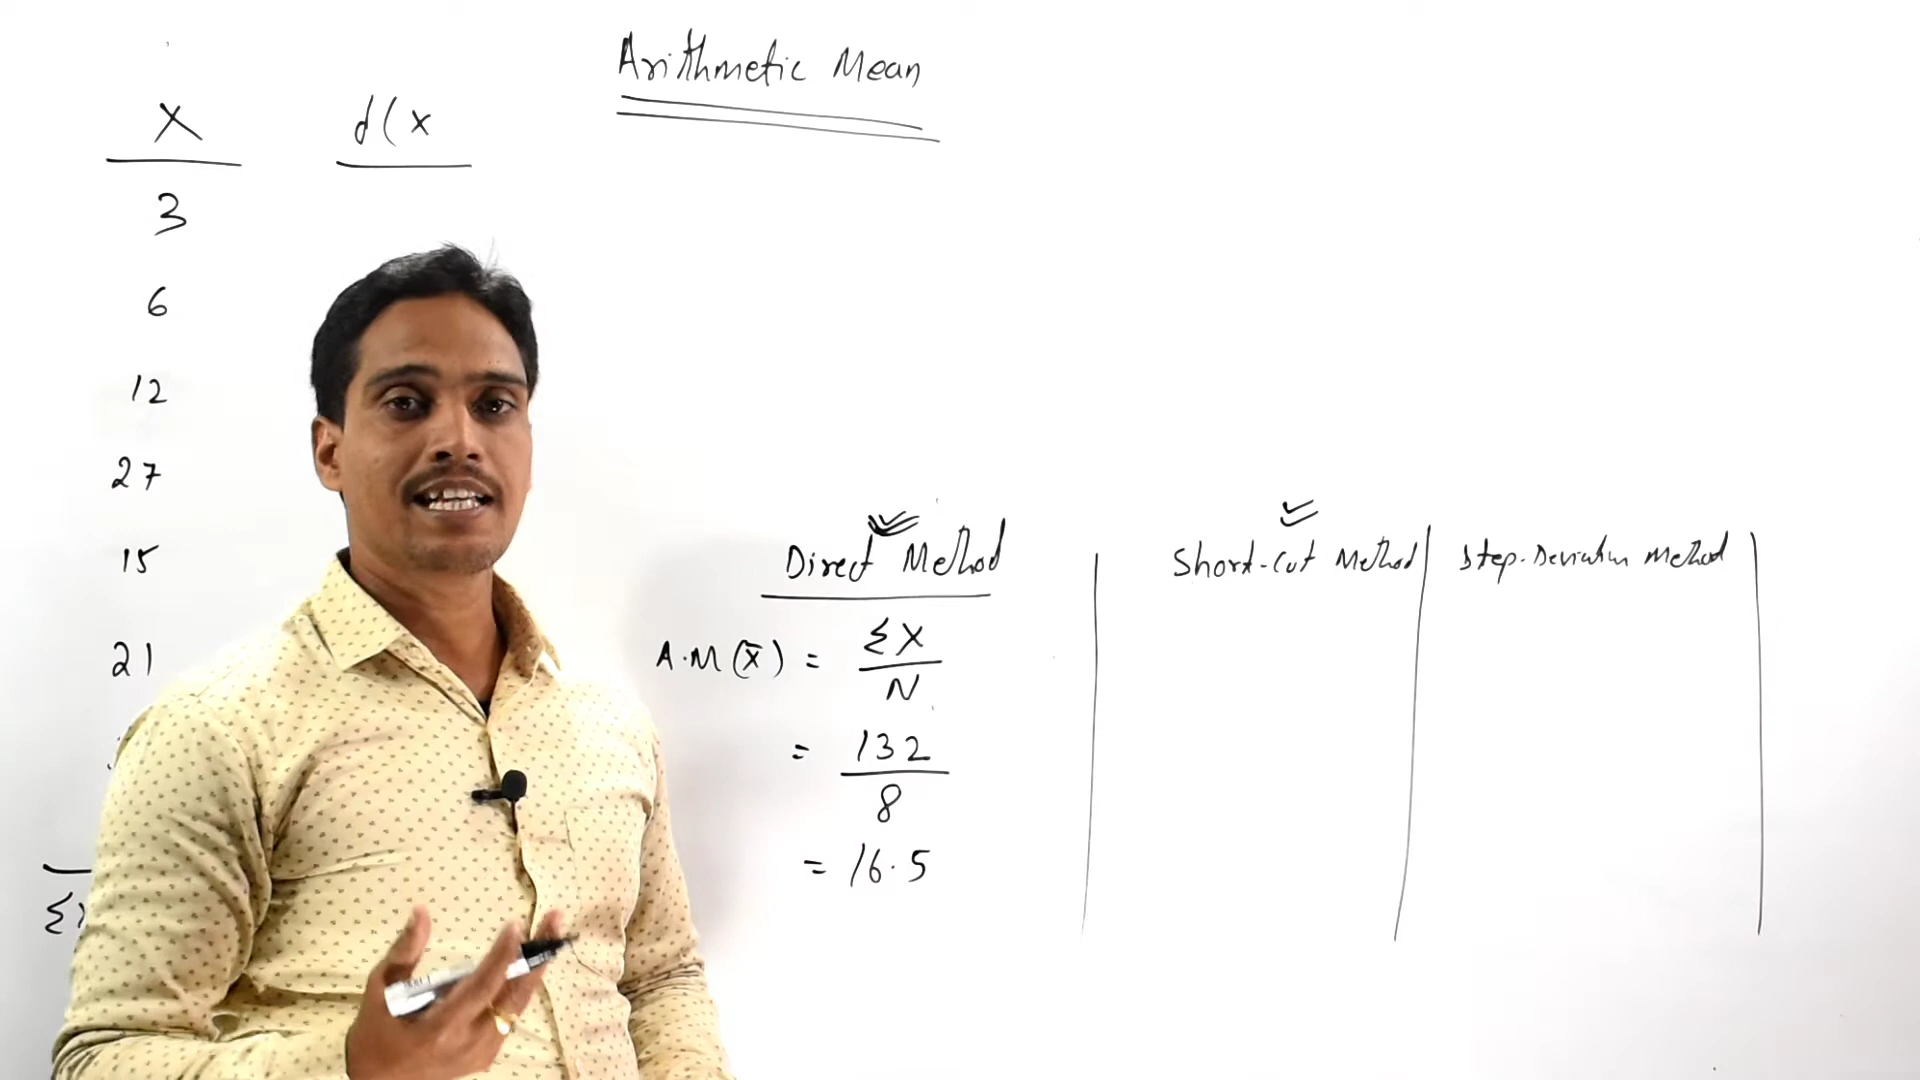 Arithmetic Mean
X
d(x
3
6
12
27
15
21
Σx
Direct Method
A.M (x̄) = ΣX / N
= 132 / 8
= 16.5
Short-cut Method
Step-Deviation Method